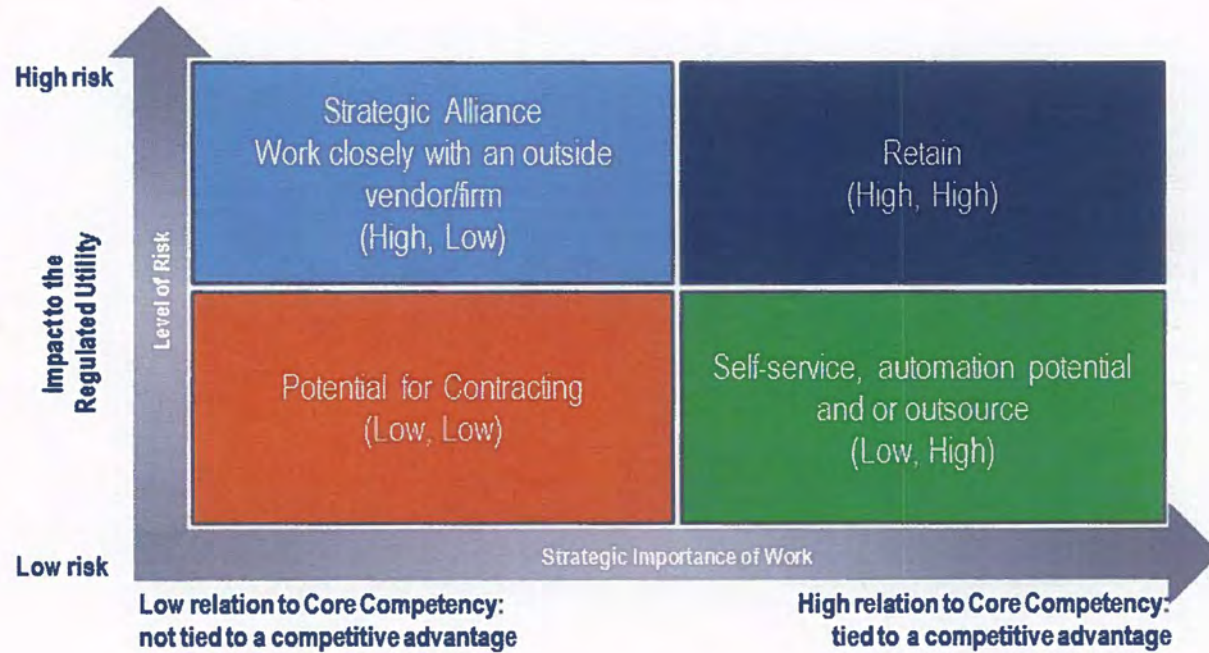 High risk
Strategic Alliance
Work closely with an outside
vendor/firm
(High, Low)
Retain
(High, High)
Impact to the
Regulated Utility
Level of Risk
Potential for Contracting
(Low, Low)
Self-service, automation potential
and or outsource
(Low, High)
Low risk
Strategic Importance of Work
Low relation to Core Competency:
not tied to a competitive advantage
High relation to Core Competency:
tied to a competitive advantage